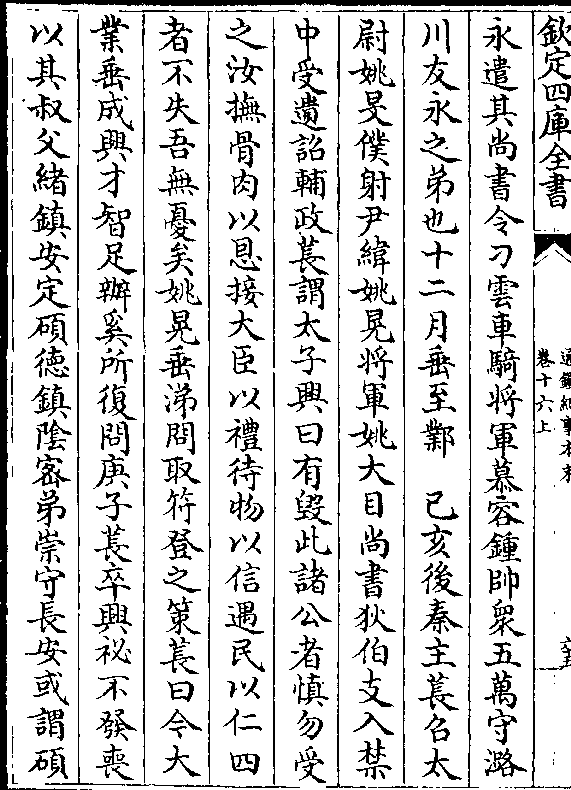 欽定四庫全書
通鑑紀事本末
卷十六上
永遣其尚書令刁雲車騎將軍慕容鍾帥衆五萬守潞
川友永之弟也十二月垂至鄴　己亥後秦主萇召太
尉姚旻僕射尹緯姚晃將軍姚大目尚書狄伯支入禁
中受遺詔輔政萇謂太子興曰有毁此諸公者慎勿受
之汝撫骨肉以恩接大臣以禮待物以信遇民以仁四
者不失吾無憂矣姚晃垂涕問取符登之策萇曰今大
業垂成興才智足辦奚所復問庚子萇卒興祕不發喪
以其叔父緒鎮安定碩徳鎮陰密弟崇守長安或謂碩